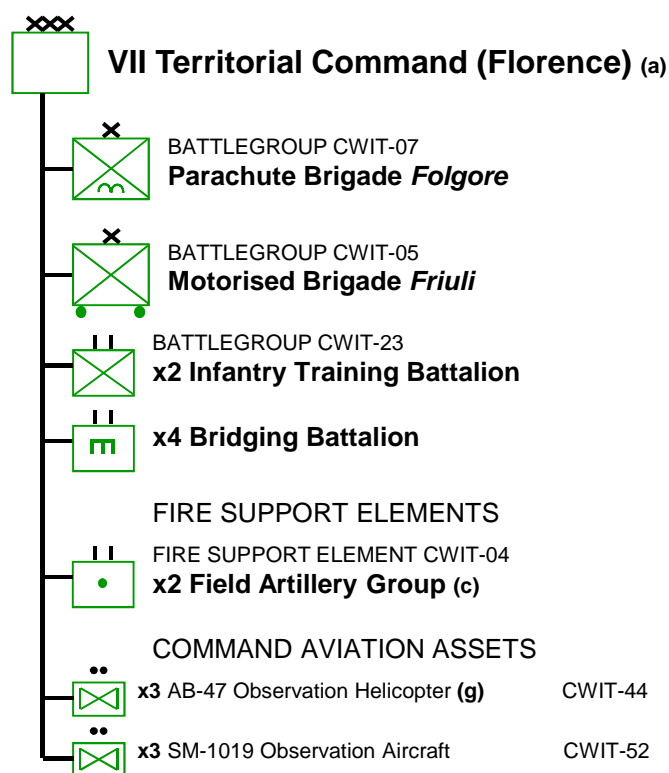 VII Territorial Command (Florence) (a)
BATTLEGROUP CWIT-07
Parachute Brigade Folgore
BATTLEGROUP CWIT-05
Motorised Brigade Friuli
BATTLEGROUP CWIT-23
x2 Infantry Training Battalion
x4 Bridging Battalion
FIRE SUPPORT ELEMENTS
FIRE SUPPORT ELEMENT CWIT-04
x2 Field Artillery Group (c)
COMMAND AVIATION ASSETS
x3 AB-47 Observation Helicopter (g) CWIT-44
x3 SM-1019 Observation Aircraft CWIT-52